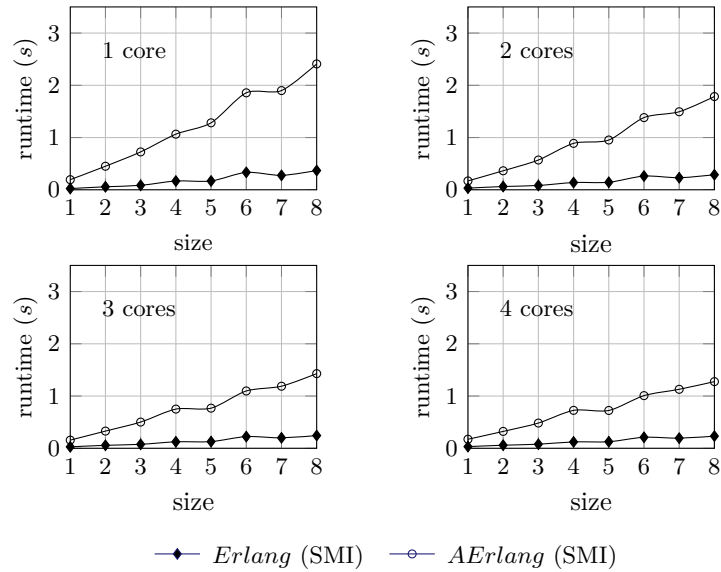 3
2
1
0
runtime (s)
1 core
1 2 3 4 5 6 7 8
size
3
2
1
0
runtime (s)
2 cores
1 2 3 4 5 6 7 8
size
3
2
1
0
runtime (s)
3 cores
1 2 3 4 5 6 7 8
size
3
2
1
0
runtime (s)
4 cores
1 2 3 4 5 6 7 8
size
Erlang (SMI) AErlang (SMI)